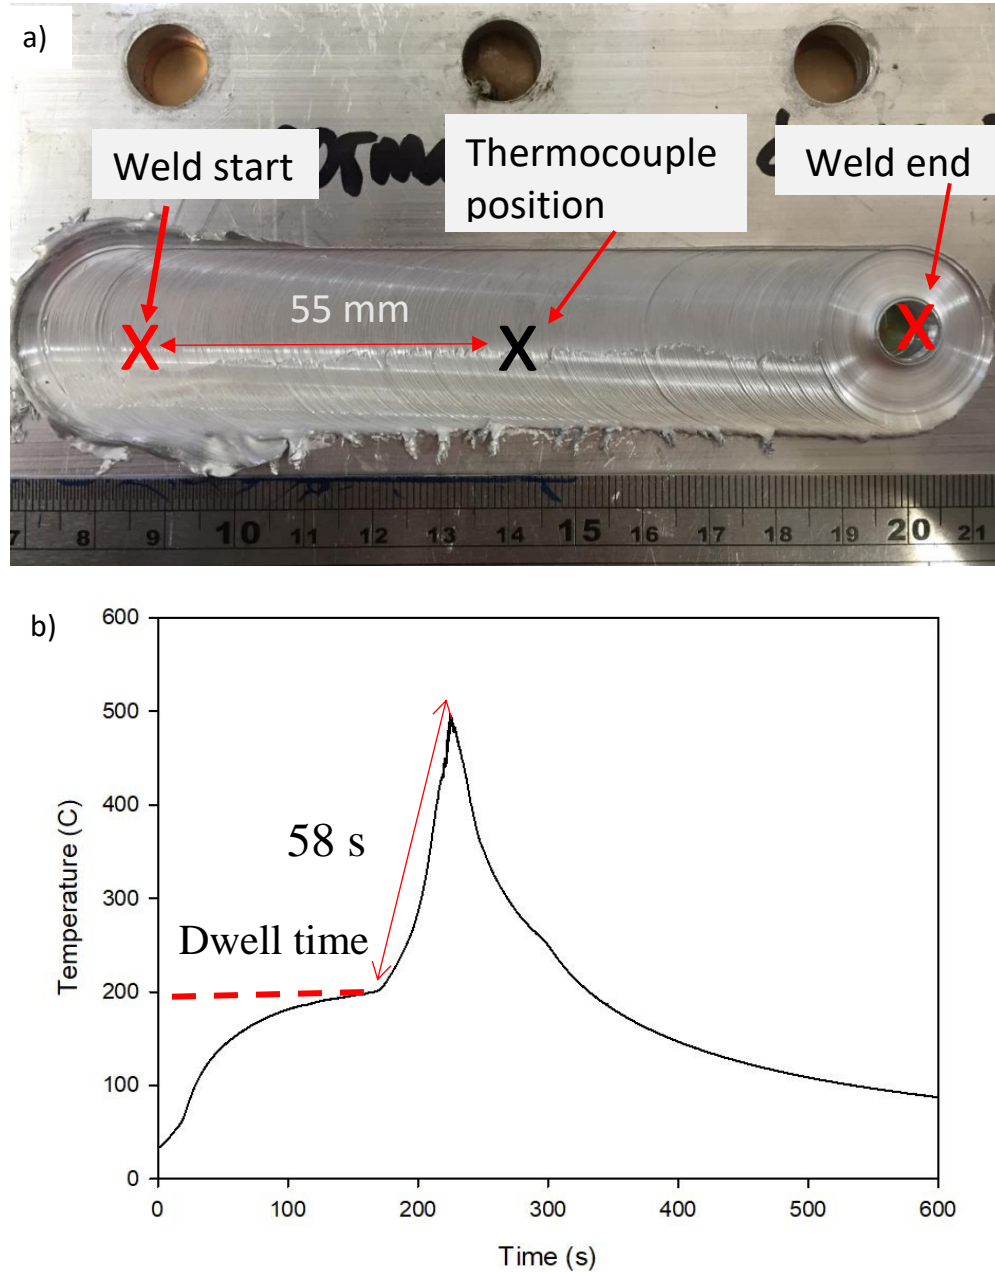 a)
Weld start
Thermocouple
position
Weld end
X
55 mm
X
X
7 8 9 10 11 12 13 14 15 16 17 18 19 20 21
b)
600
500
400
300
200
100
0
Temperature (C)
58 s
Dwell time
0 100 200 300 400 500 600
Time (s)